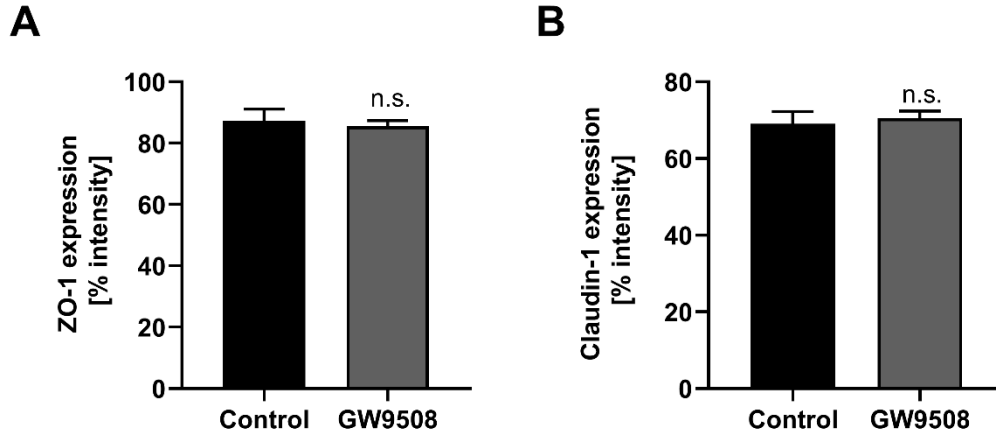 A
ZO-1 expression
[% intensity]
100
80
60
40
20
0
n.s.
Control
GW9508
B
Claudin-1 expression
[% intensity]
80
60
40
20
0
n.s.
Control
GW9508